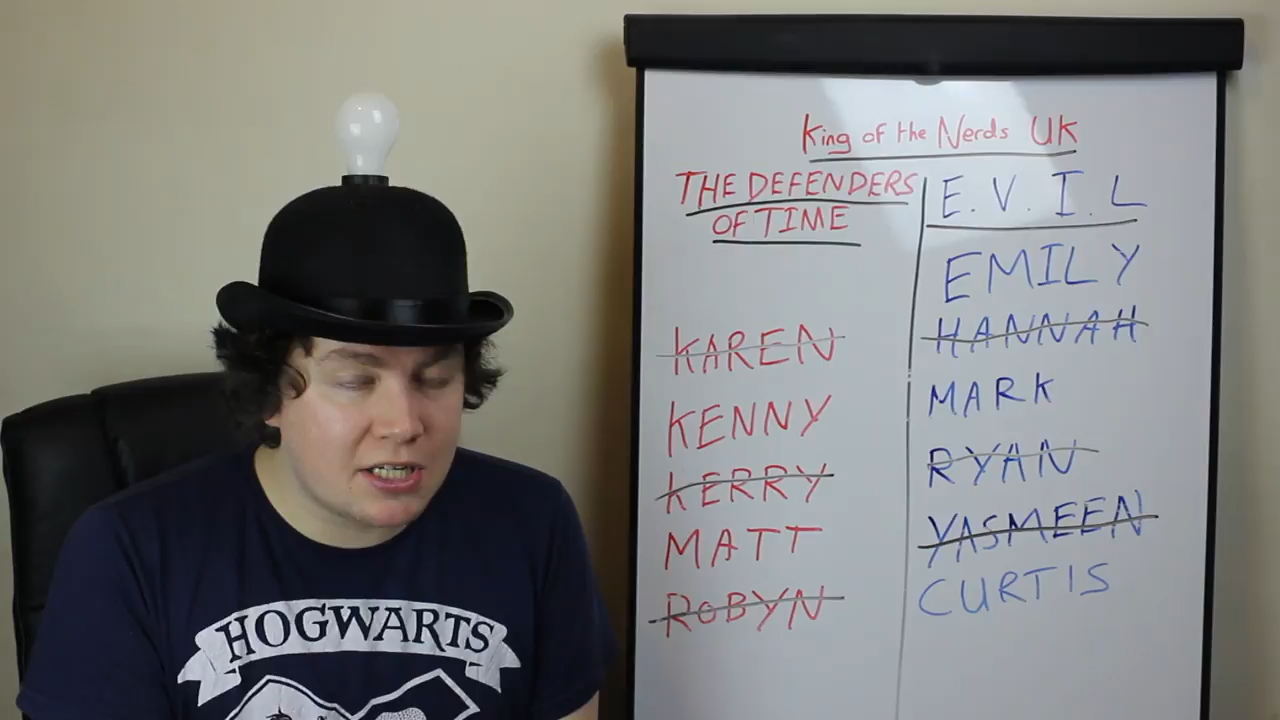 King of the Nerds UK
THE DEFENDERS
OF TIME
KAREN
KENNY
KERRY
MATT
ROBYN
E.V.I.L
EMILY
HANNAH
MARK
RYAN
YASMEEN
CURTIS
HOGWARTS